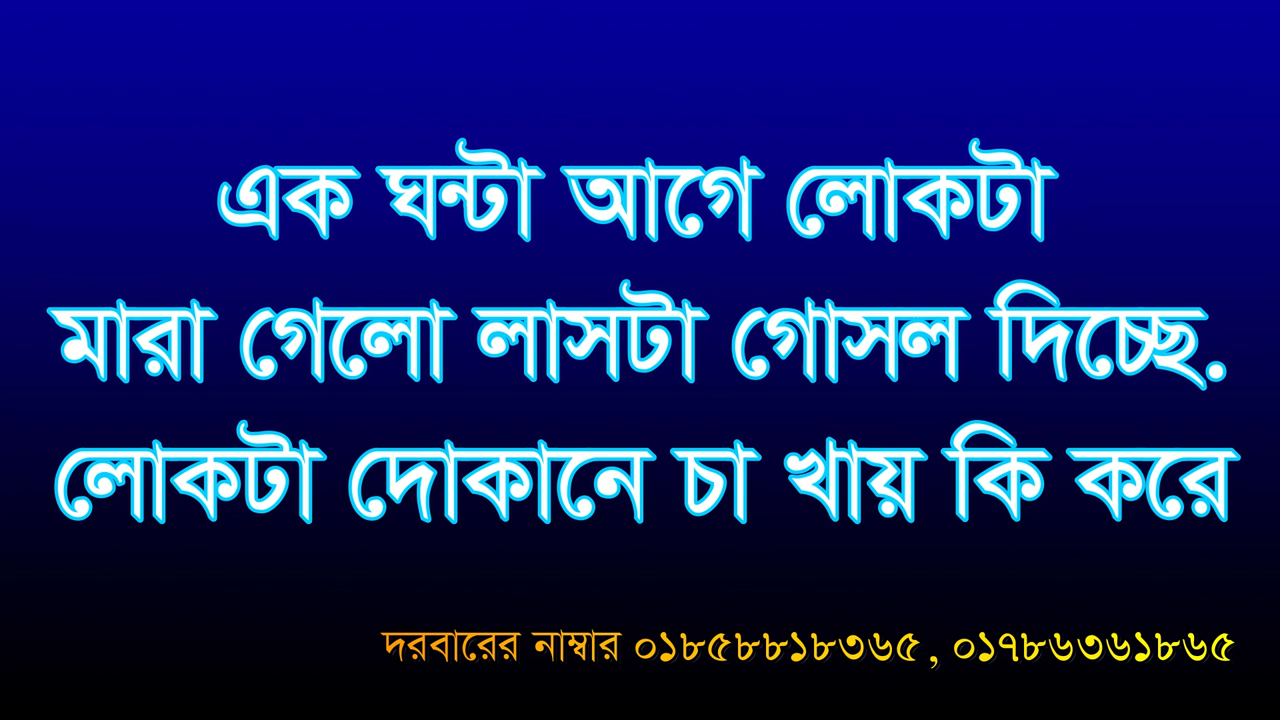 এক ঘন্টা আগে লোকটা
মারা গেলো লাসটা গোসল দিচ্ছে.
লোকটা দোকানে চা খায় কি করে
দরবারের নাম্বার ০১৮৫৮৮১৮৩৬৫, ০১৭৮৬৩৬১৮৬৫